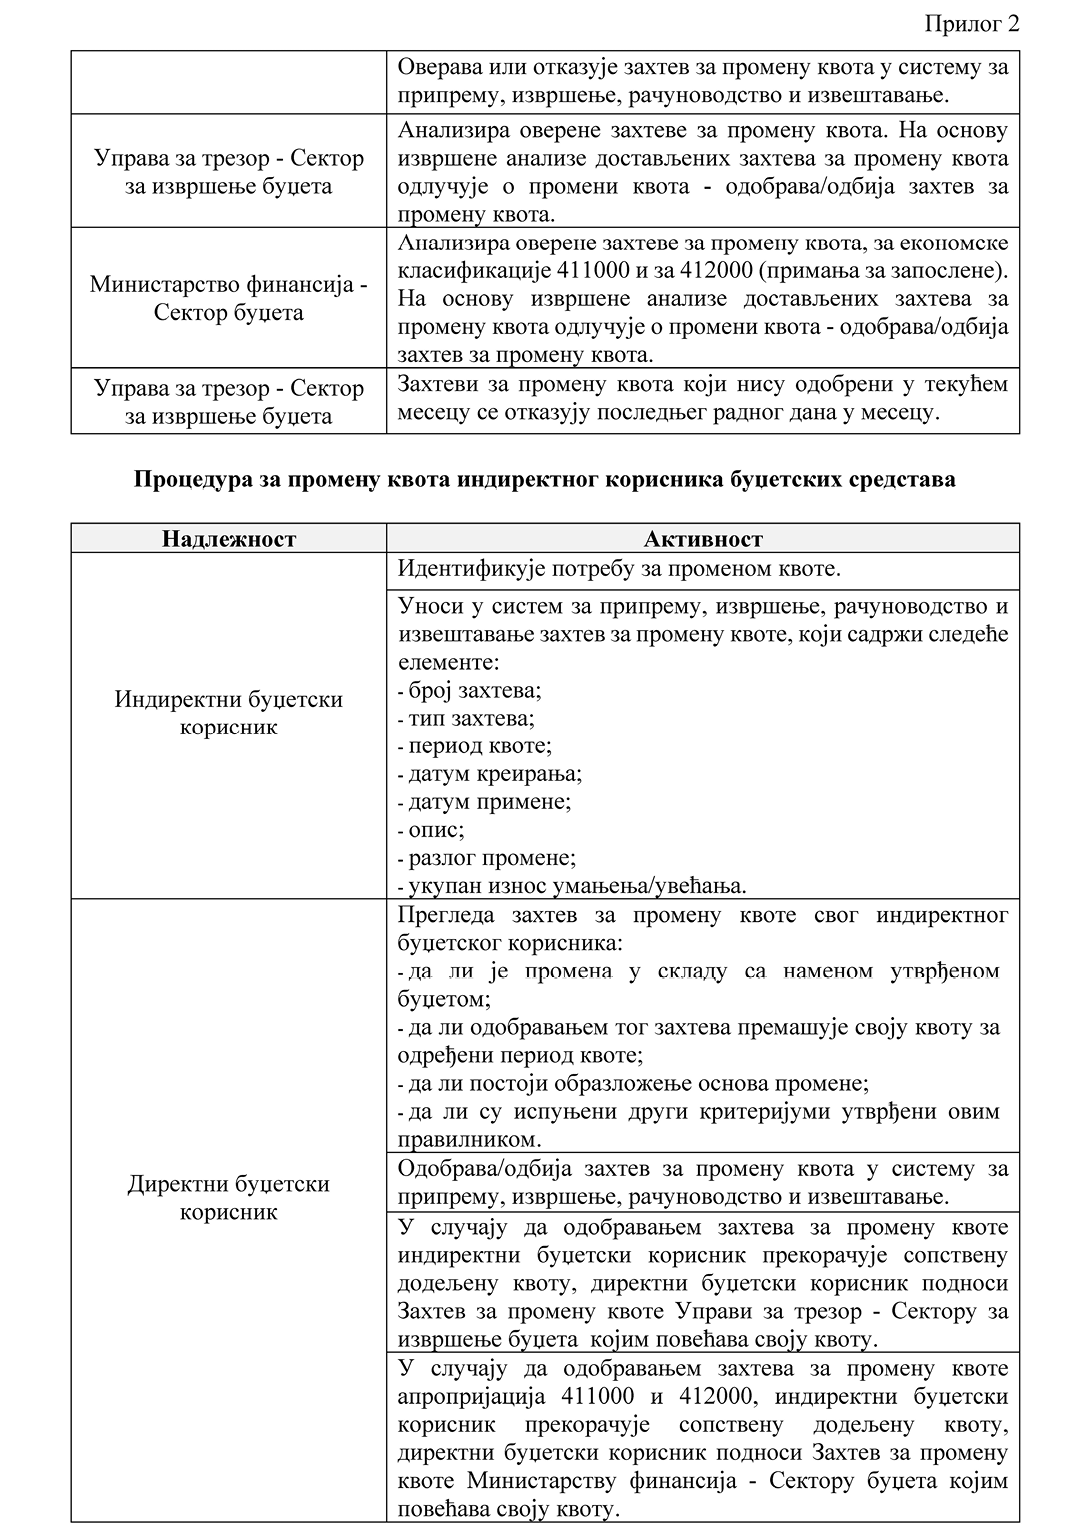 Прилог 2
Оверава или отказује захтев за промену квота у систему за
припрему, извршење, рачуноводство и извештавање.
Управа за трезор - Сектор
за извршење буџета
Анализира оверене захтеве за промену квота. На основу
извршене анализе достављених захтева за промену квота
одлучује о промени квота - одобрава/одбија захтев за
промену квота.
Министарство финансија -
Сектор буџета
Анализира оверене захтеве за промену квота, за економске
класификације 411000 и за 412000 (примања за запослене).
На основу извршене анализе достављених захтева за
промену квота одлучује о промени квота - одобрава/одбија
захтев за промену квота.
Управа за трезор - Сектор
за извршење буџета
Захтеви за промену квота који нису одобрени у текућем
месецу се отказују последњег радног дана у месецу.
Процедура за промену квота индиректног корисника буџетских средстава
Надлежност
Активност
Индиректни буџетски
корисник
Идентификује потребу за променом квоте.
Уноси у систем за припрему, извршење, рачуноводство и
извештавање захтев за промену квоте, који садржи следеће
елементе:
- број захтева;
- тип захтева;
- период квоте;
- датум креирања;
- датум примене;
- опис;
- разлог промене;
- укупан износ умањења/увећања.
Директни буџетски
корисник
Прегледа захтев за промену квоте свог индиректног
буџетског корисника:
- да ли је промена у складу са наменом утврђеном
буџетом;
- да ли одобравањем тог захтева премашује своју квоту за
одређени период квоте;
- да ли постоји образложење основа промене;
- да ли су испуњени други критеријуми утврђени овим
правилником.
Одобрава/одбија захтев за промену квота у систему за
припрему, извршење, рачуноводство и извештавање.
У случају да одобравањем захтева за промену квоте
индиректни буџетски корисник прекорачује сопствену
додељену квоту, директни буџетски корисник подноси
Захтев за промену квоте Управи за трезор - Сектору за
извршење буџета којим повећава своју квоту.
У случају да одобравањем захтева за промену квоте
апропријација 411000 и 412000, индиректни буџетски
корисник прекорачује сопствену додељену квоту,
директни буџетски корисник подноси Захтев за промену
квоте Министарству финансија - Сектору буџета којим
повећава своју квоту.